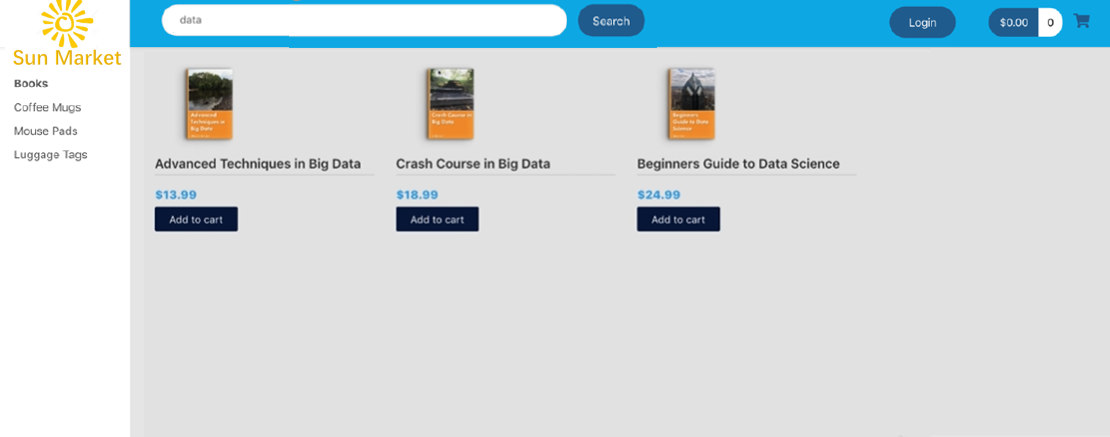 data
Search
Login
$0.00 0
Sun Market
Books
Coffee Mugs
Mouse Pads
Luggage Tags
Advanced
Techniques in
Big Data
Crash Course in
Big Data
Beginners
Guide to Data
Science
Advanced Techniques in Big Data
Crash Course in Big Data
Beginners Guide to Data Science
$13.99
$18.99
$24.99
Add to cart
Add to cart
Add to cart